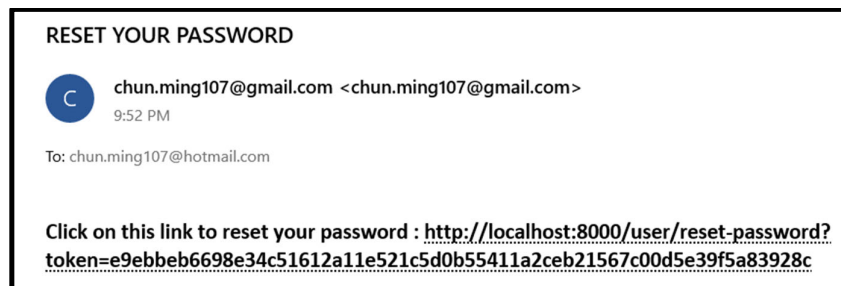 RESET YOUR PASSWORD
C
chun.ming107@gmail.com <chun.ming107@gmail.com>
9:52 PM
To: chun.ming107@hotmail.com
Click on this link to reset your password : http://localhost:8000/user/reset-password?
token=e9ebbeb6698e34c51612a11e521c5d0b55411a2ceb21567c00d5e39f5a83928c